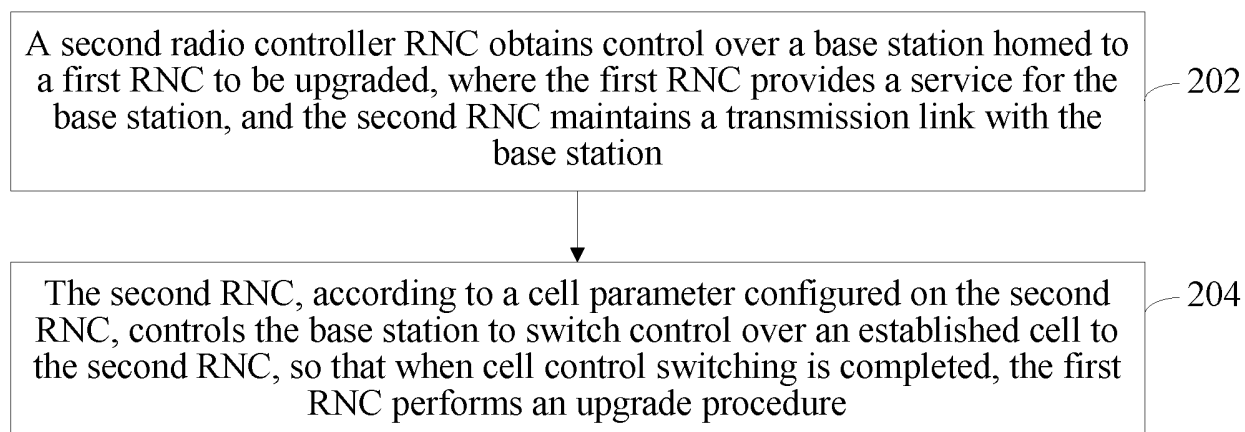 A second radio controller RNC obtains control over a base station homed to
a first RNC to be upgraded, where the first RNC provides a service for the
base station, and the second RNC maintains a transmission link with the
base station
202
The second RNC, according to a cell parameter configured on the second
RNC, controls the base station to switch control over an established cell to
the second RNC, so that when cell control switching is completed, the first
RNC performs an upgrade procedure
204